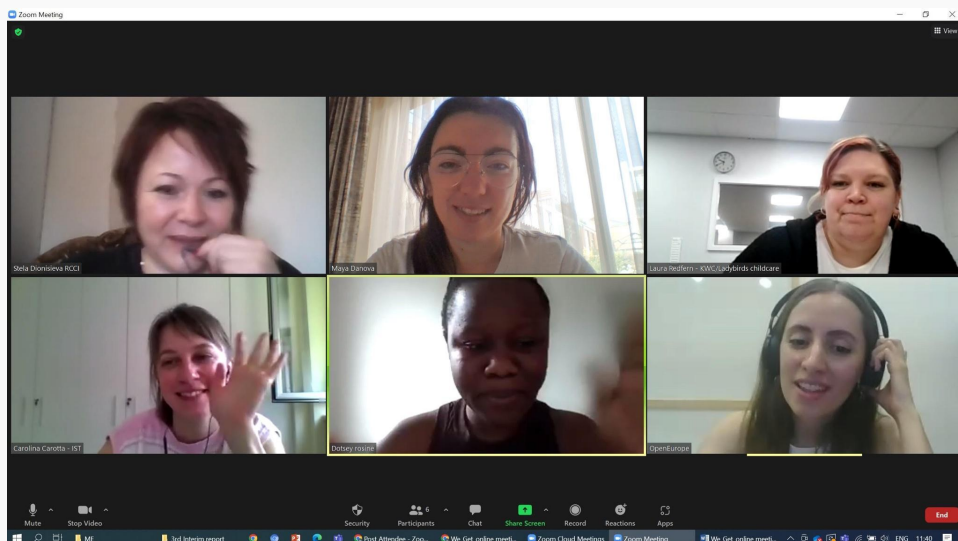 Zoom Meeting
View
Stela Dionisieva RCCI
Maya Danova
Laura Redfern - KWC/Ladybirds childcare
Carolina Carotta - IST
Dotsey rosine
OpenEurope
Mute
Stop Video
Security
Participants
6
Chat
Share Screen
Record
Reactions
Apps
End
ME
3rd Interim report
Post Attendee - Zoo...
We Get online meeti...
Zoom Cloud Meetings
Zoom Meeting
We Get online meeti...
ENG
11:40